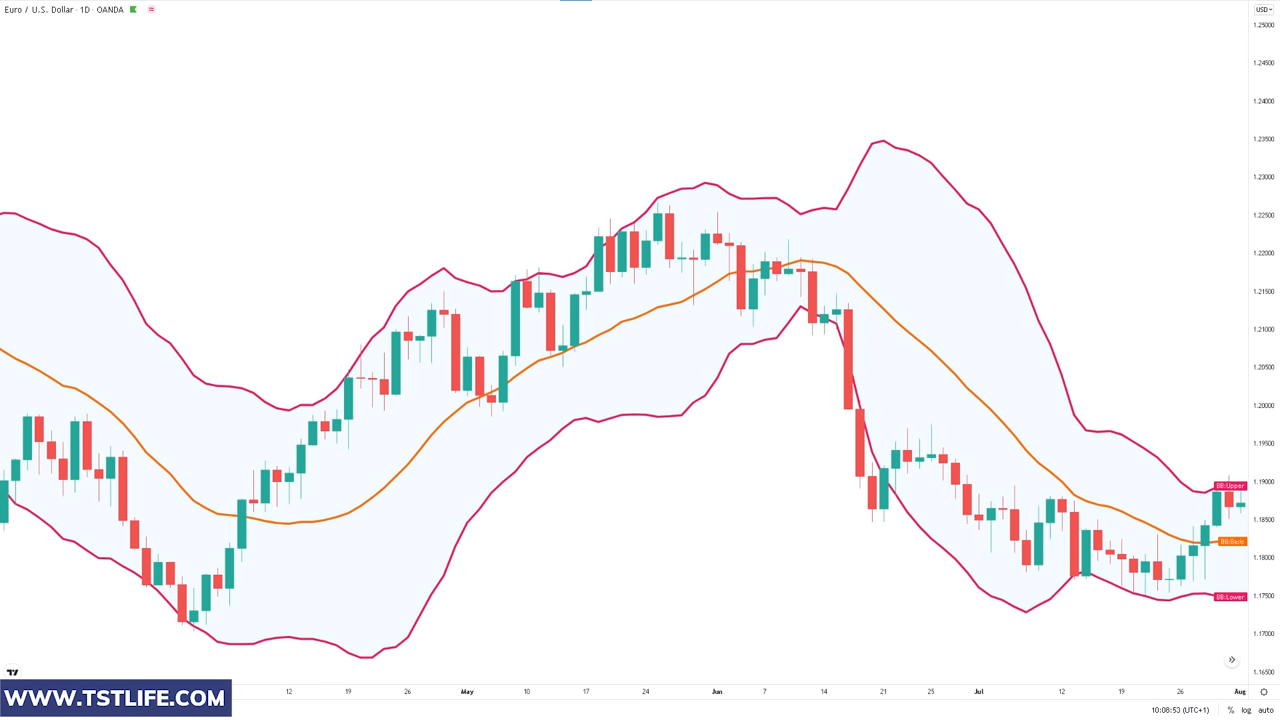 Euro / U.S. Dollar · 1D · OANDA
USD
1.25000
1.24500
1.24000
1.23500
1.23000
1.22500
1.22000
1.21500
1.21000
1.20500
1.20000
1.19500
1.19000
BB:Upper
1.18500
BB:Basis
1.18000
1.17500
BB:Lower
1.17000
1.16500
12 19 26 May 10 17 24 Jun 7 14 21 25 Jul 12 19 26 Aug
WWW.TSTLIFE.COM
10:08:53 (UTC+1) % log auto